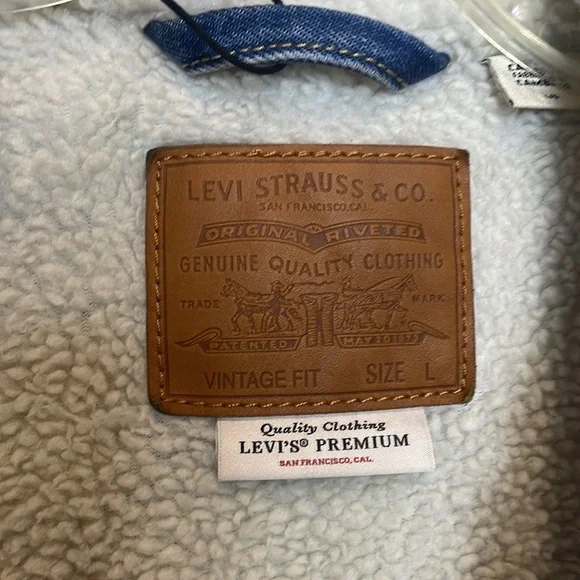 LEVI STRAUSS & CO.
SAN FRANCISCO, CAL.
ORIGINAL RIVETED
GENUINE QUALITY CLOTHING
TRADE MARK
PATENTED MAY 20 1873
VINTAGE FIT SIZE L
Quality Clothing
LEVI'S® PREMIUM
SAN FRANCISCO, CAL.